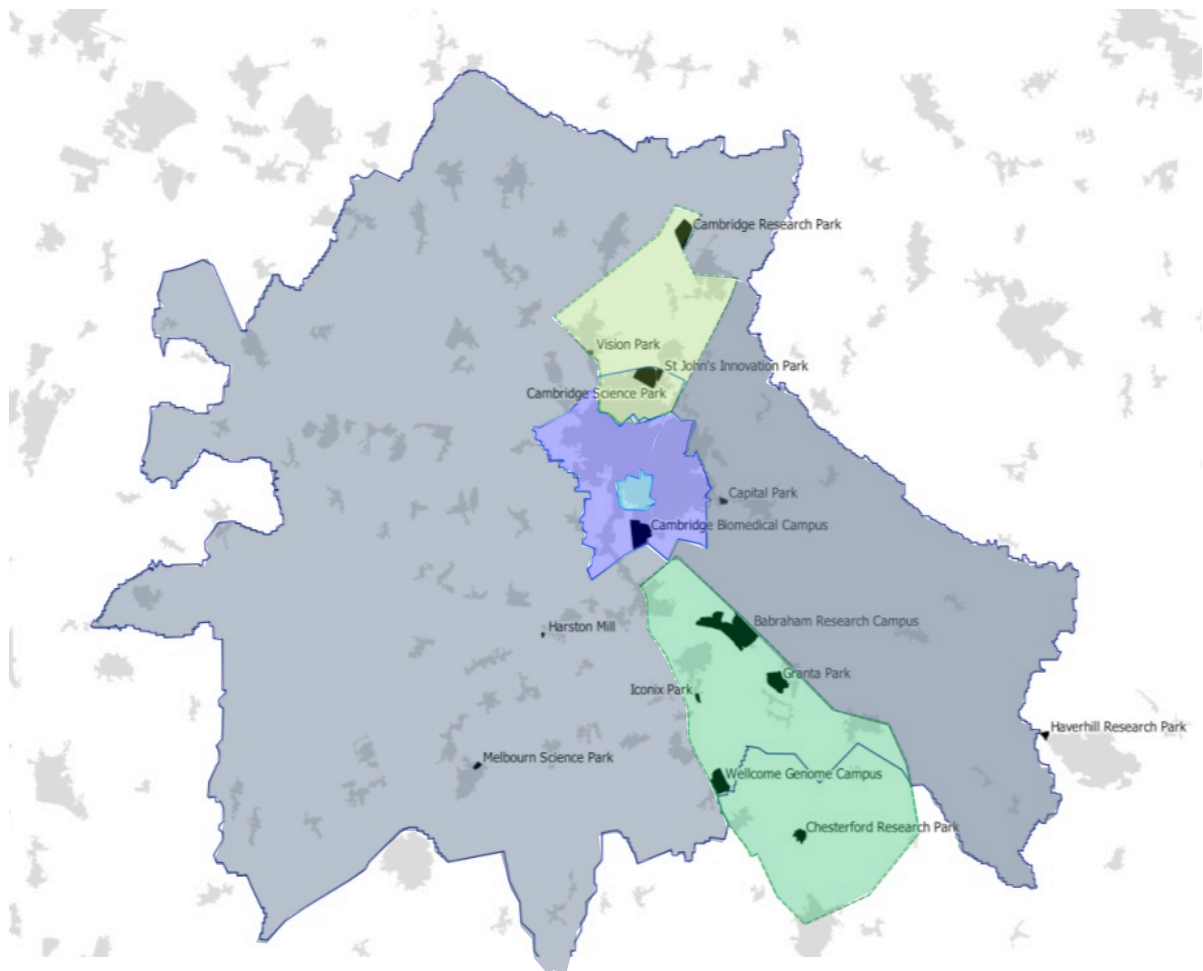 Cambridge Research Park
Vision Park
St John's Innovation Park
Cambridge Science Park
Capital Park
Cambridge Biomedical Campus
Babraham Research Campus
Harston Mill
Granta Park
Iconix Park
Haverhill Research Park
Melbourn Science Park
Wellcome Genome Campus
Chesterford Research Park